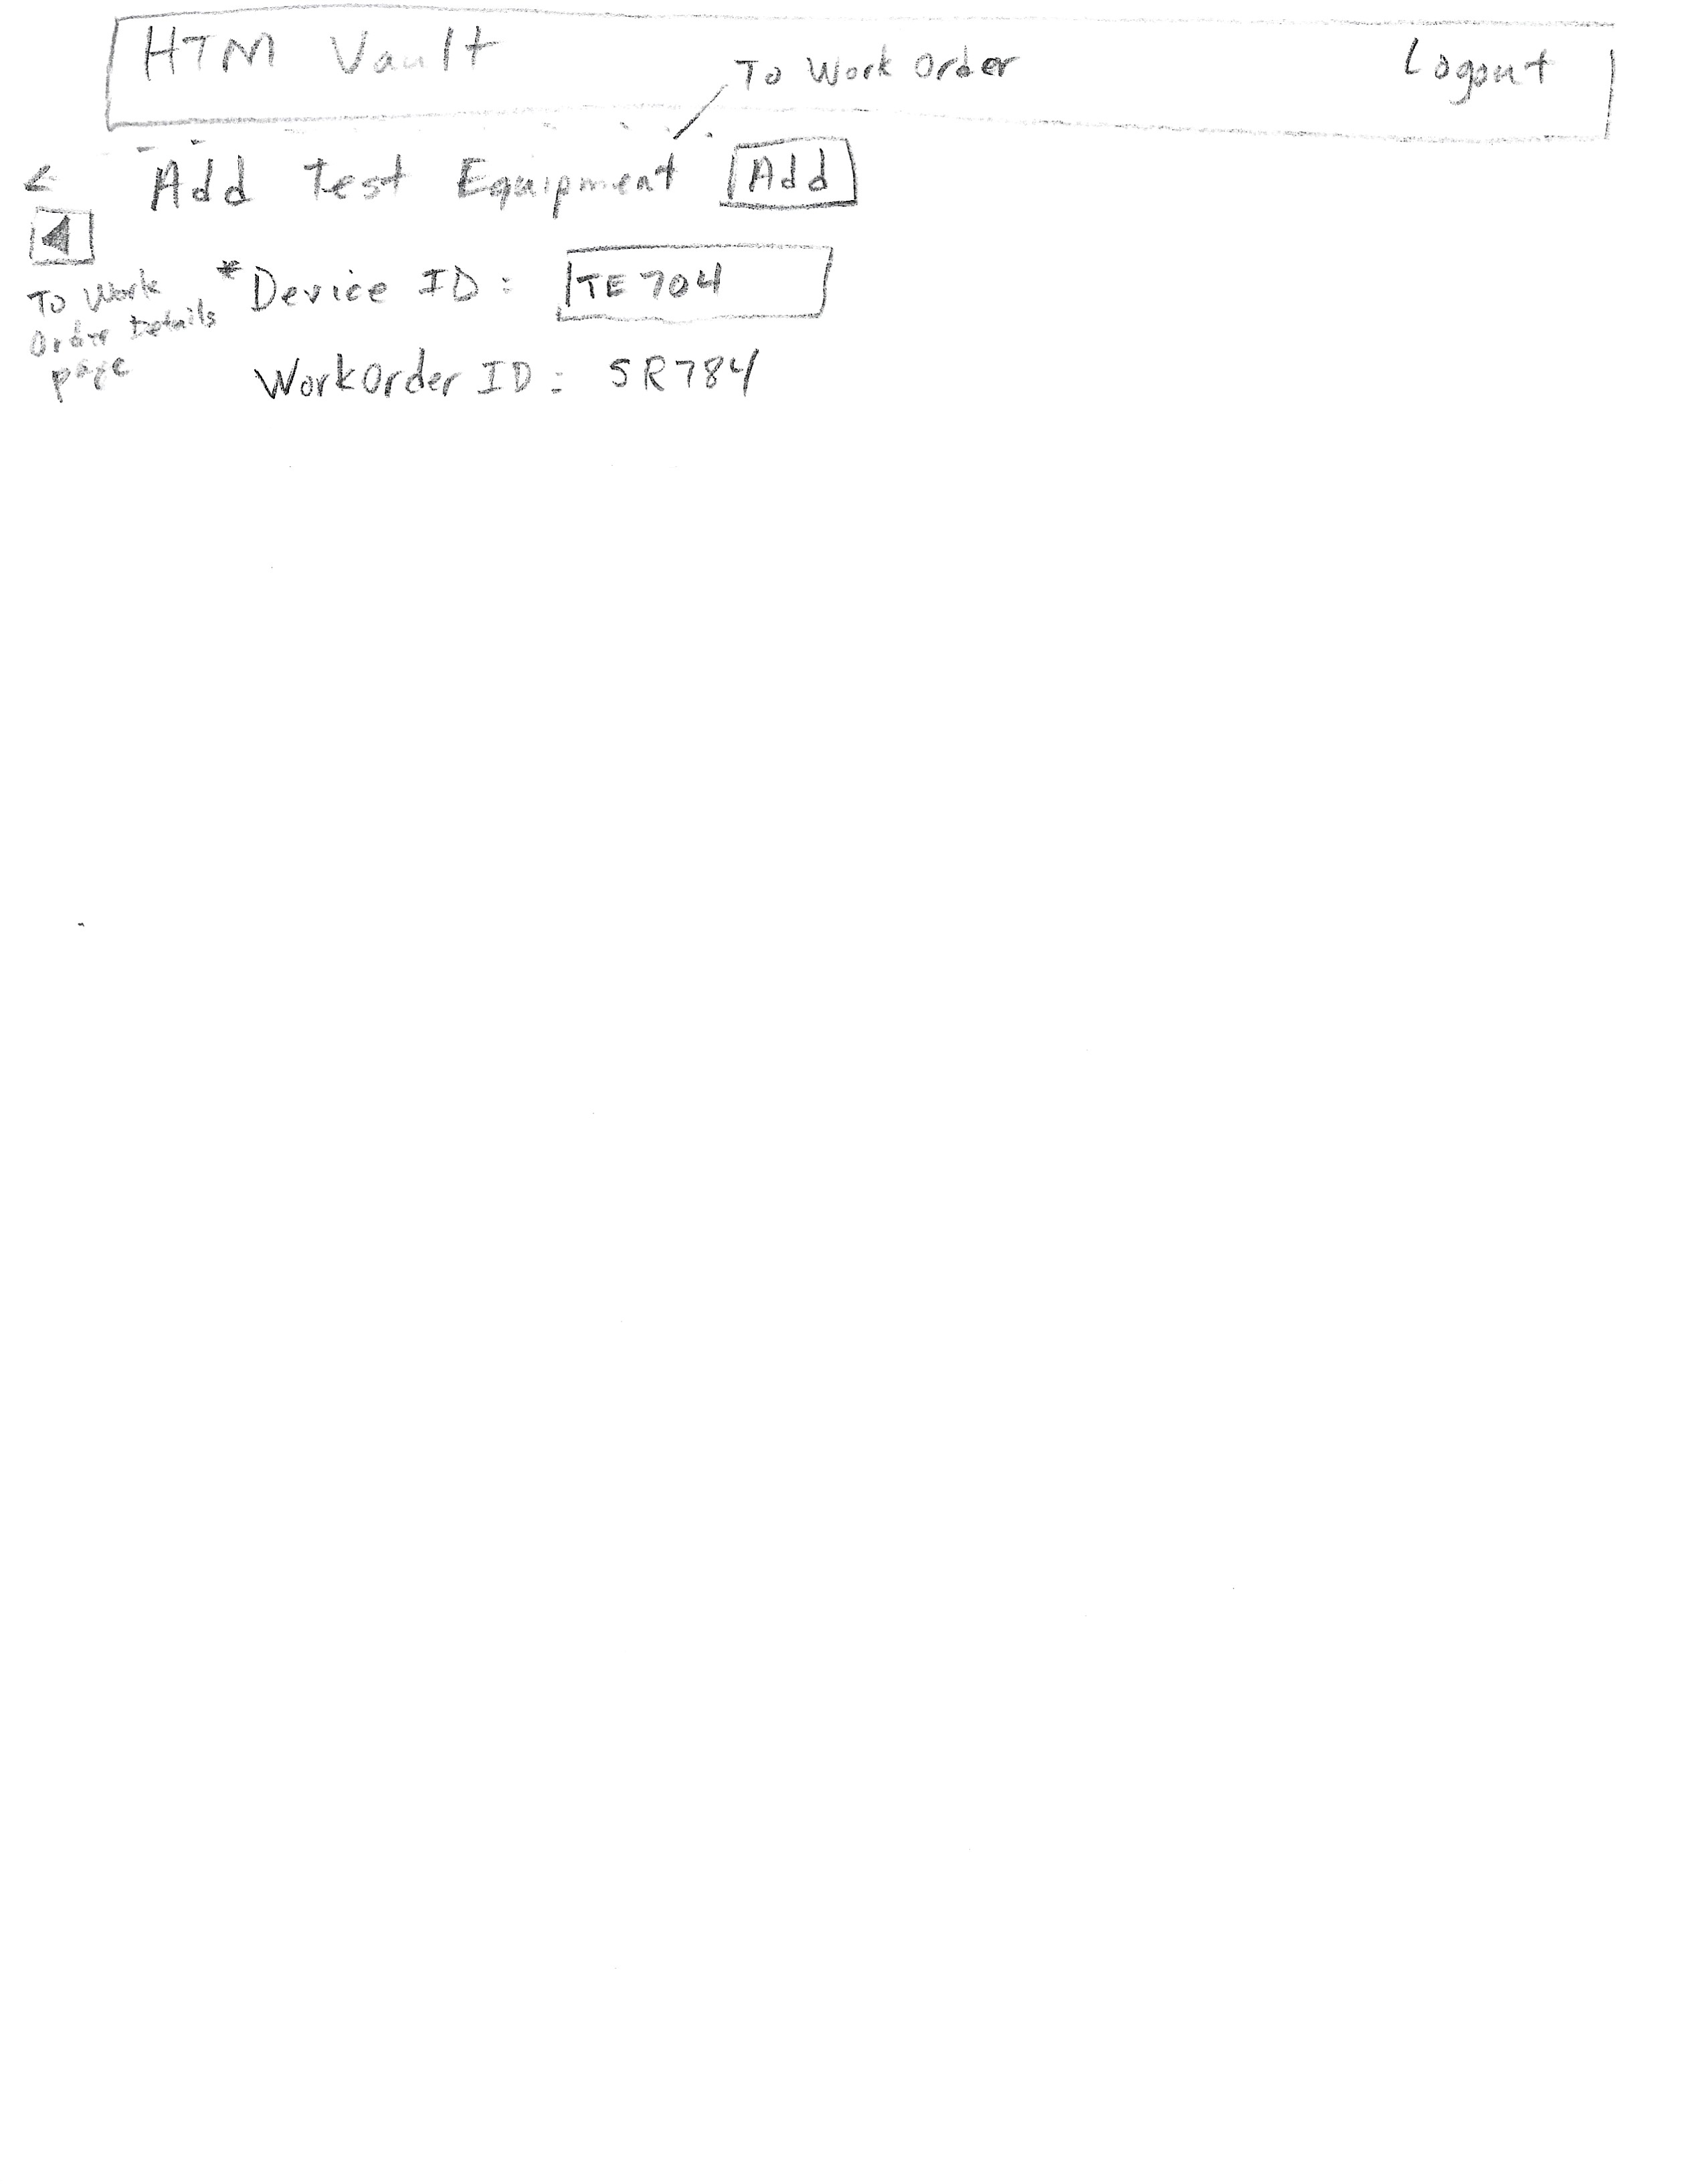 HTM Vault
To Work Order
Logout
< Add Test Equipment Add
* Device ID : TE704
To Work
Order Details
page
WorkOrder ID : SR784